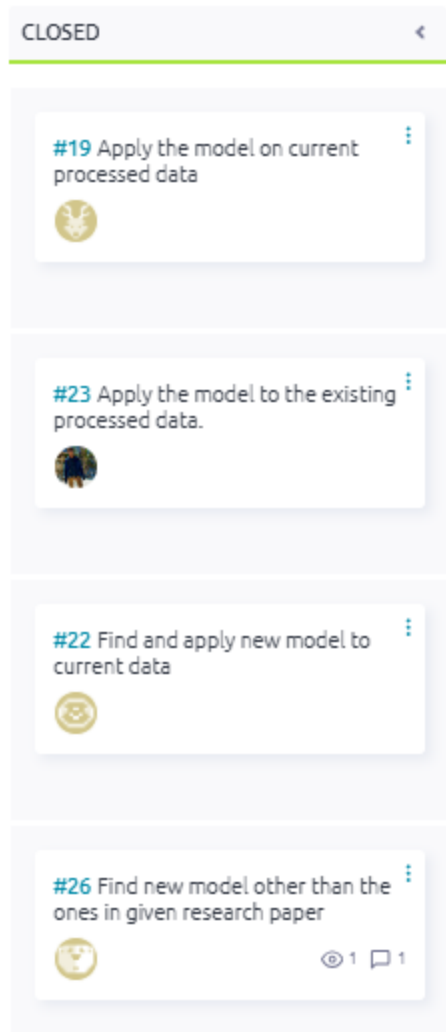 CLOSED
#19 Apply the model on current
processed data
#23 Apply the model to the existing
processed data.
#22 Find and apply new model to
current data
#26 Find new model other than the
ones in given research paper
1 1